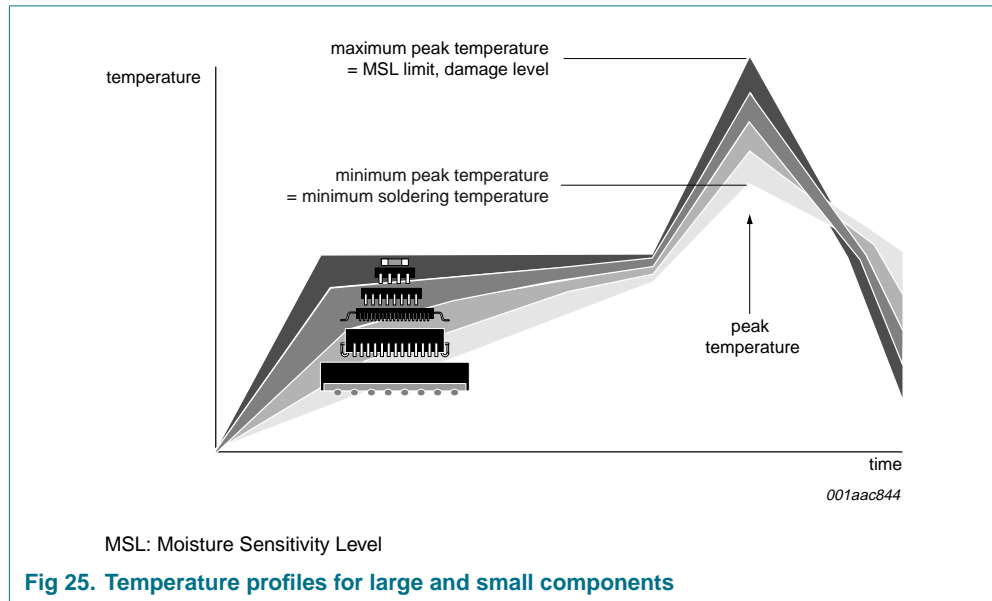 maximum peak temperature
= MSL limit, damage level
temperature
minimum peak temperature
= minimum soldering temperature
peak
temperature
time
001aac844
MSL: Moisture Sensitivity Level
Fig 25. Temperature profiles for large and small components